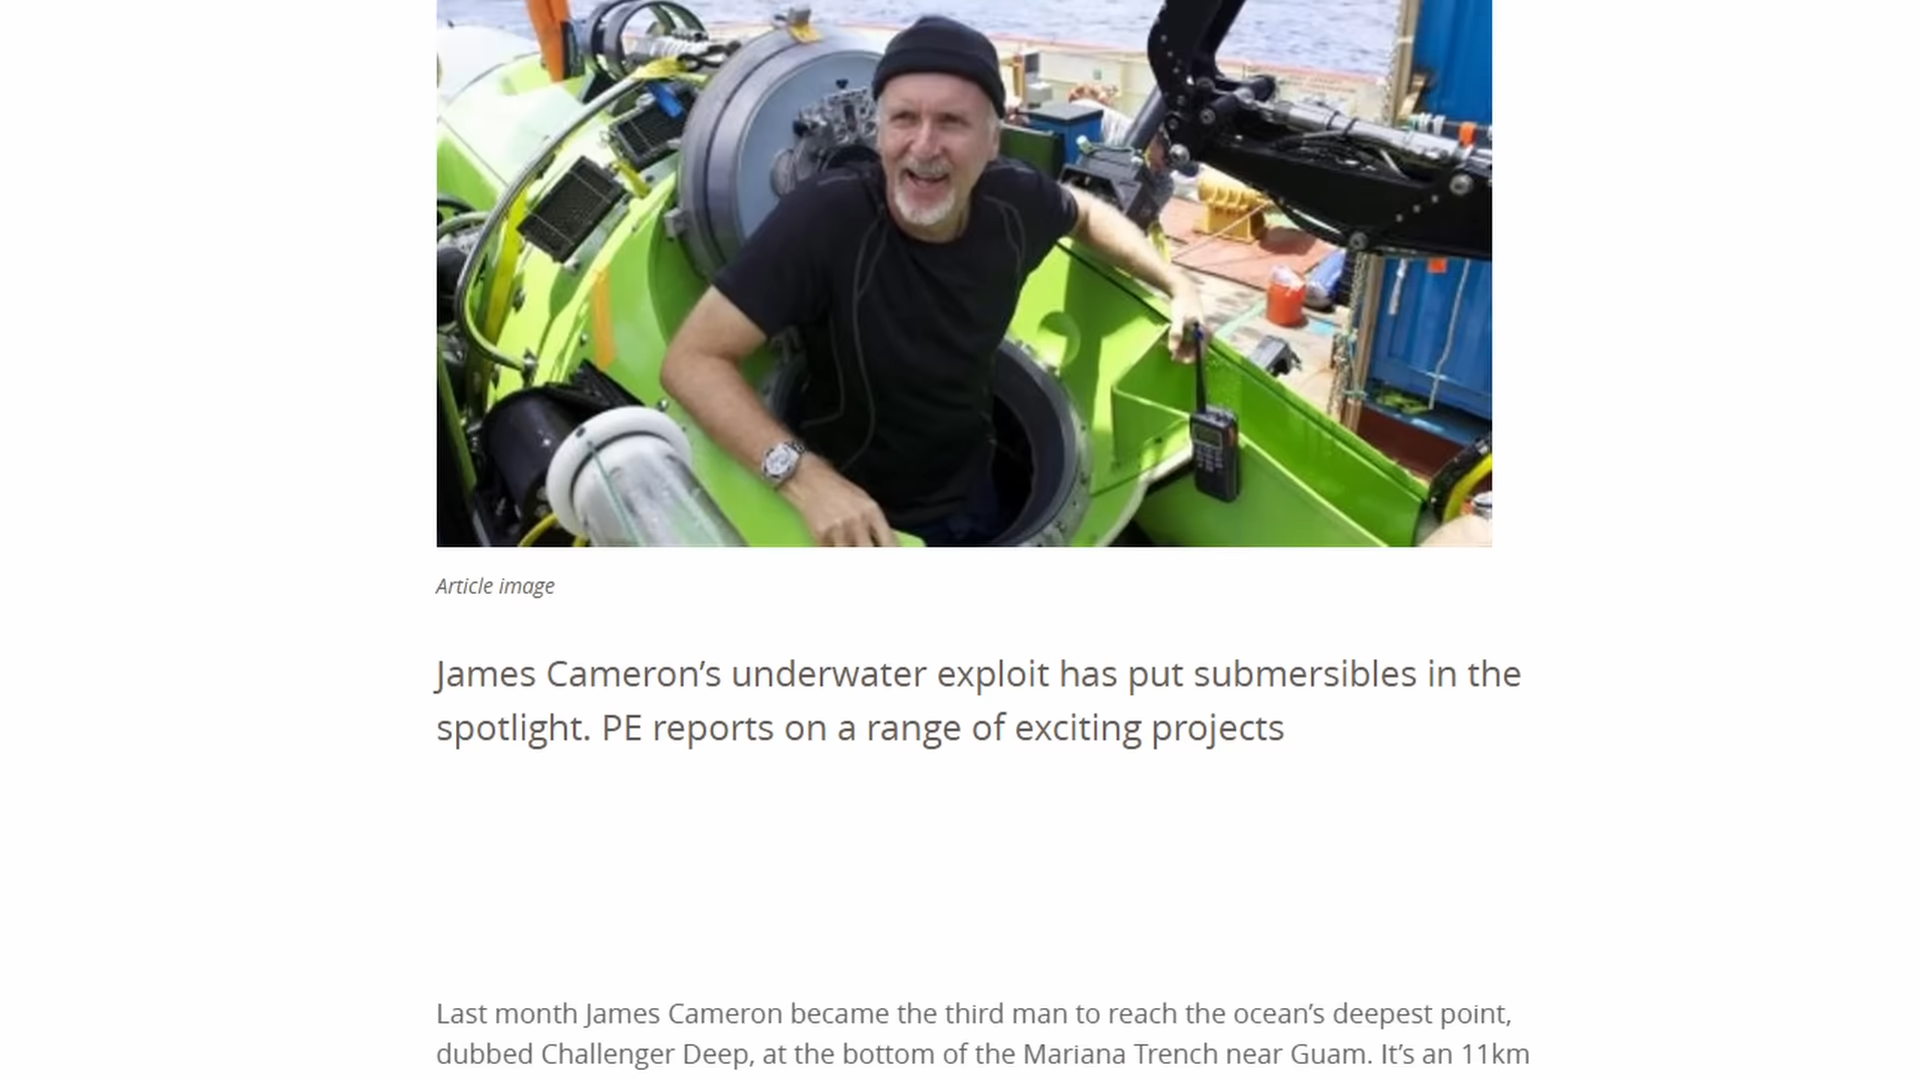 Article image
James Cameron’s underwater exploit has put submersibles in the
spotlight. PE reports on a range of exciting projects
Last month James Cameron became the third man to reach the ocean’s deepest point,
dubbed Challenger Deep, at the bottom of the Mariana Trench near Guam. It’s an 11km